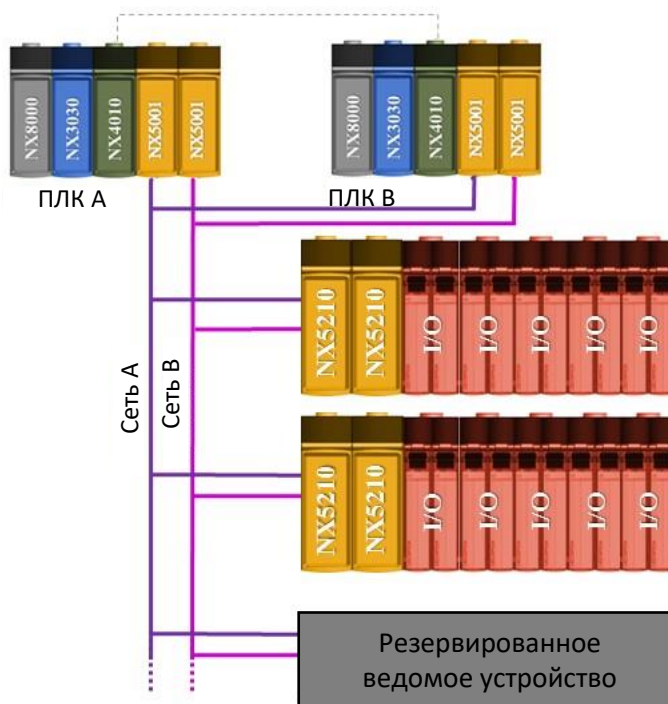 NX8000 NX3030 NX4010 NX5001 NX5001
NX8000 NX3030 NX4010 NX5001 NX5001
ПЛК А
ПЛК В
NX5210 NX5210 I/O I/O I/O I/O I/O
Сеть А
Сеть В
NX5210 NX5210 I/O I/O I/O I/O I/O
Резервированное
ведомое устройство